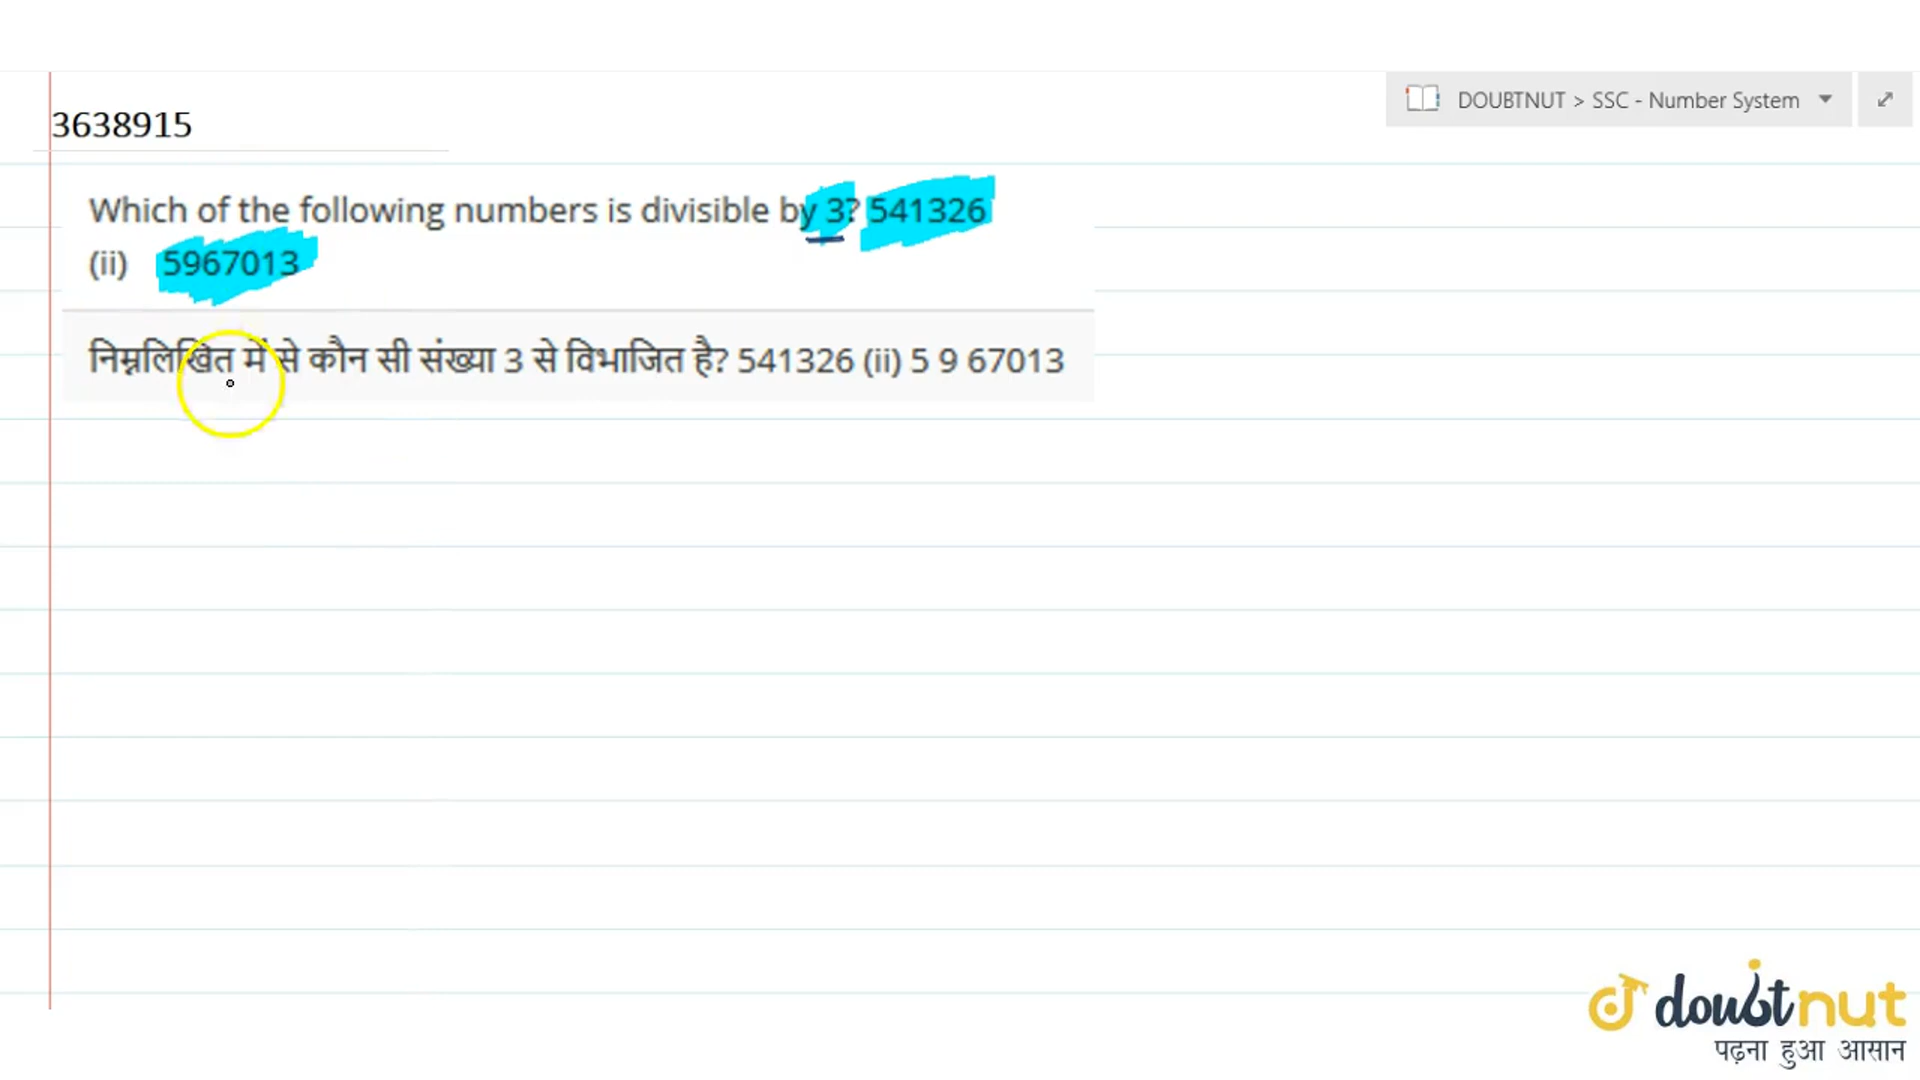 3638915
DOUBTNUT > SSC - Number System
Which of the following numbers is divisible by 3? 541326
(ii) 5967013
निम्नलिखित में से कौन सी संख्या 3 से विभाजित है? 541326 (ii) 5 9 67013
doubtnut
पढ़ना हुआ आसान